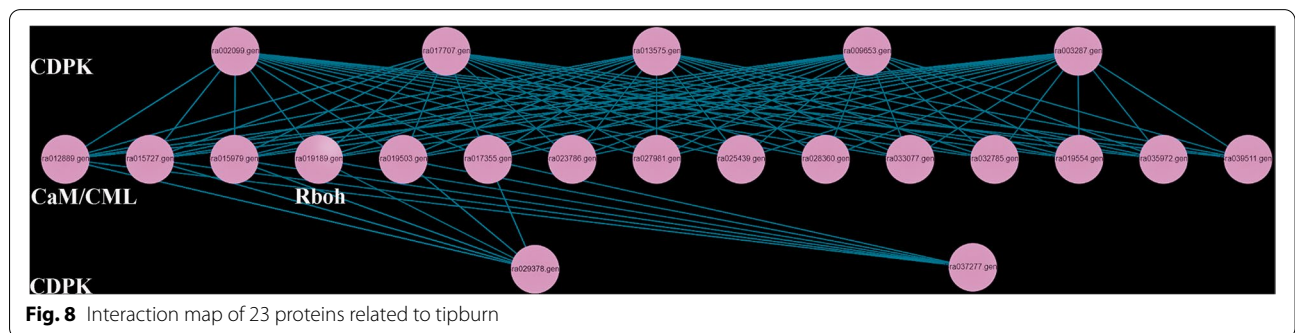 ra002099.gen ra017707.gen ra013575.gen ra009653.gen ra003287.gen
CDPK
ra012889.gen ra015727.gen ra015979.gen ra019189.gen ra019503.gen ra017355.gen ra023786.gen ra027981.gen ra025439.gen ra028360.gen ra033077.gen ra032785.gen ra019554.gen ra035972.gen ra039511.gen
CaM/CML Rboh
ra029378.gen ra037277.gen
CDPK
Fig. 8 Interaction map of 23 proteins related to tipburn